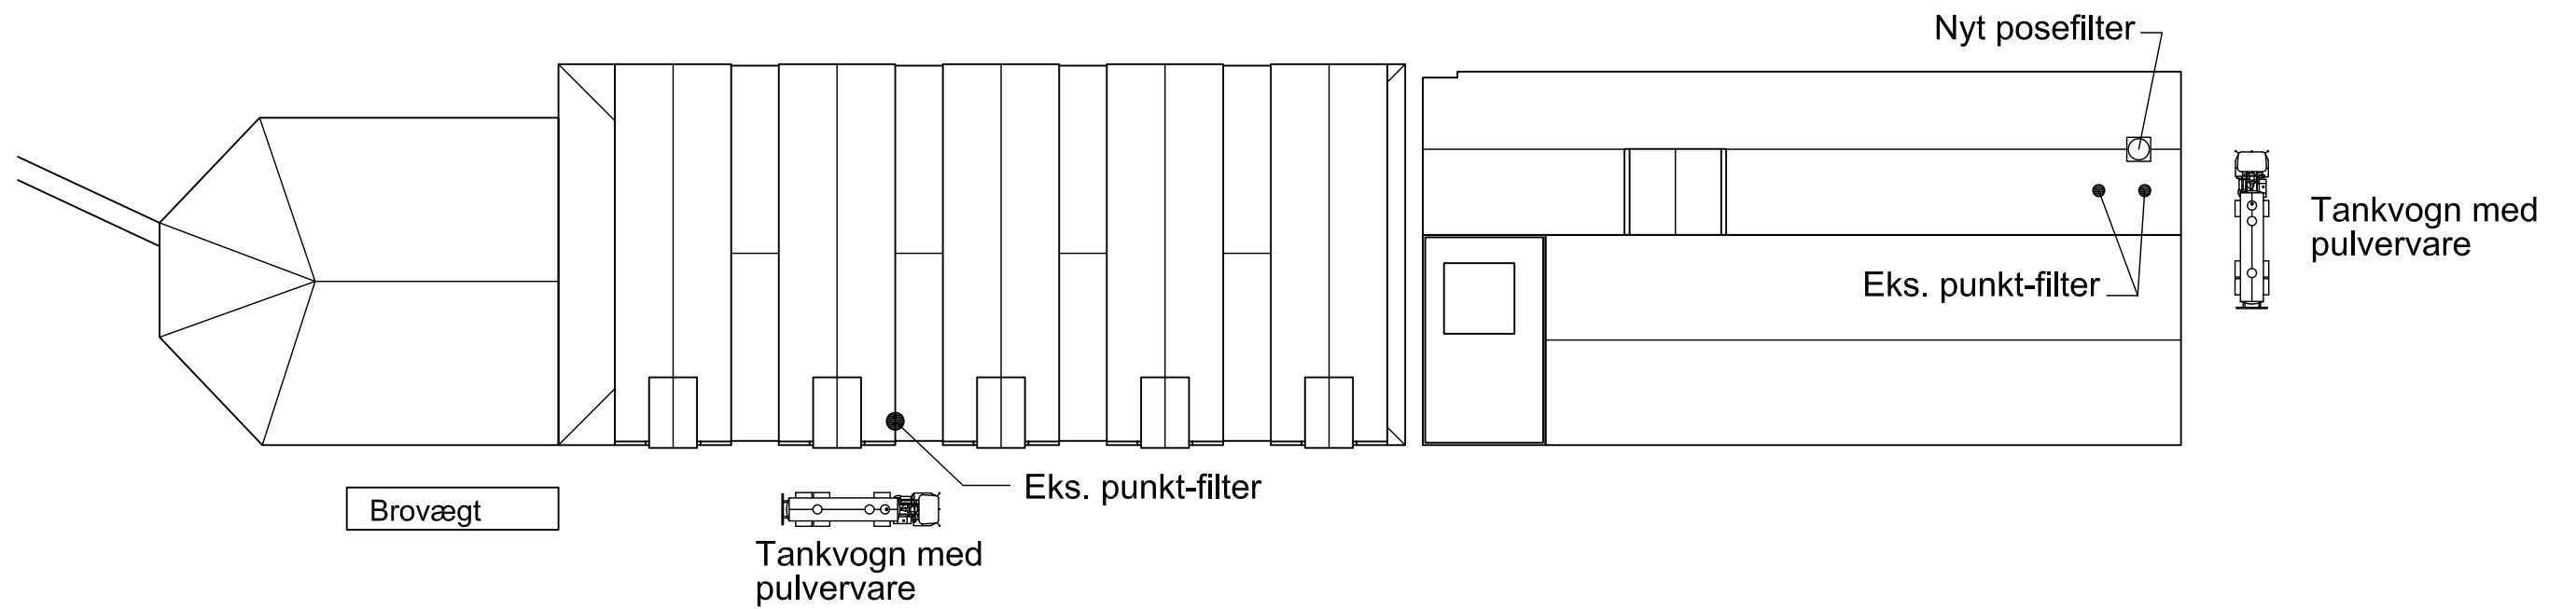 Nyt posefilter
Tankvogn med
pulvervare
Eks. punkt-filter
Eks. punkt-filter
Brovægt
Tankvogn med
pulvervare